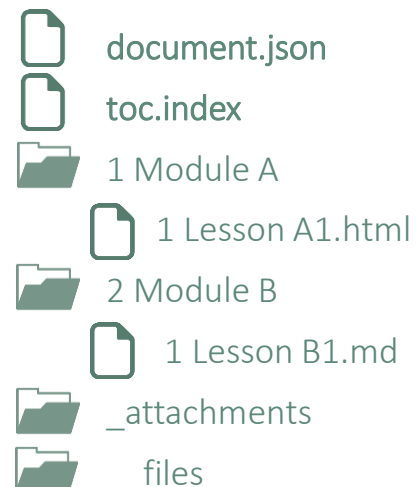 document.json
toc.index
1 Module A
1 Lesson A1.html
2 Module B
1 Lesson B1.md
_attachments
files